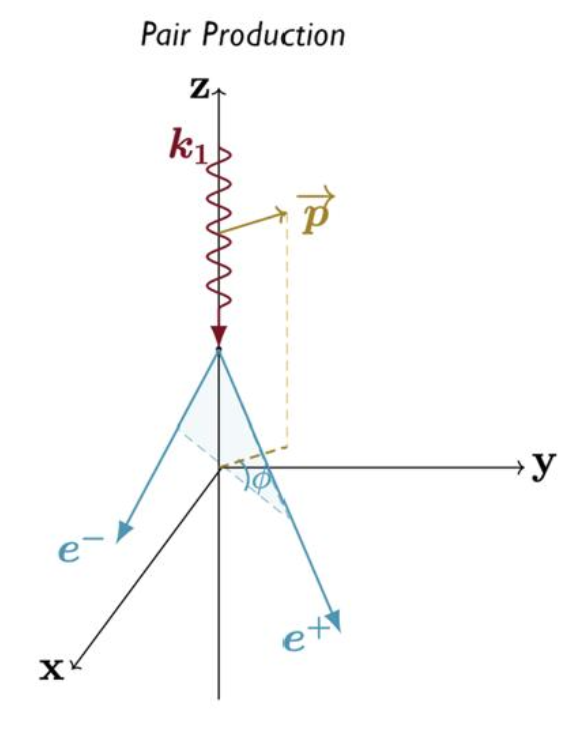 Pair Production
z
k₁
p⃗
y
ϕ
e⁻
e⁺
x